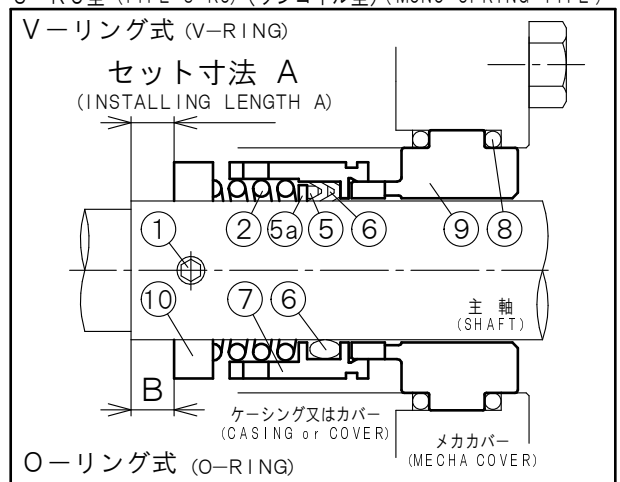 Vーリング式 (V-RING)
セット寸法 A
(INSTALLING LENGTH A)
1 2 5a 5 6 9 8
10 7 6
主 軸
(SHAFT)
B
ケーシング又はカバー
(CASING or COVER)
メカカバー
(MECHA COVER)
Oーリング式 (O-RING)